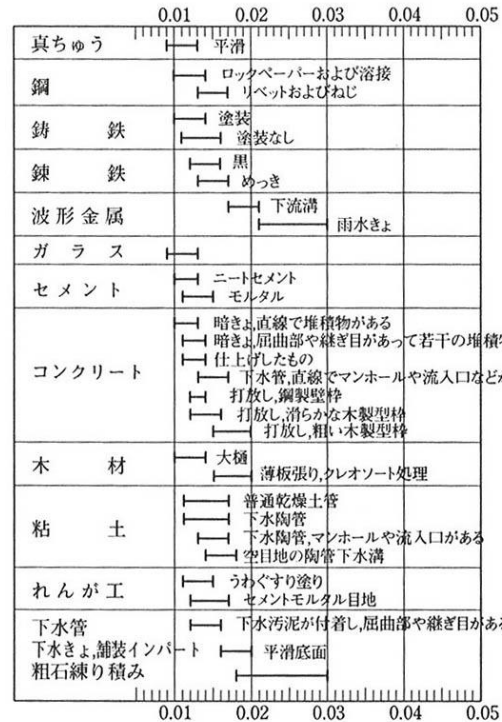 0.01 0.02 0.03 0.04 0.05
真ちゅう 平滑
鋼 ロックペーパーおよび溶接
リベットおよびねじ
鋳鉄 塗装
塗装なし
錬鉄 黒
めっき
波形金属 下流溝
雨水きょ
ガラス
セメント ニートセメント
モルタル
コンクリート 暗きょ,直線で堆積物がある
暗きょ,屈曲部や継ぎ目があって若干の堆積
仕上げしたもの
下水管,直線でマンホールや流入口など
打放し,鋼製壁枠
打放し,滑らかな木製型枠
打放し,粗い木製型枠
木材 大樋
薄板張り,クレオソート処理
粘土 普通乾燥土管
下水陶管
下水陶管,マンホールや流入口がある
空目地の陶管下水溝
れんが工 うわぐすり塗り
セメントモルタル目地
下水管 下水汚泥が付着し,屈曲部や継ぎ目がある
下水きょ,舗装インバート 平滑底面
粗石練り積み
0.01 0.02 0.03 0.04 0.05